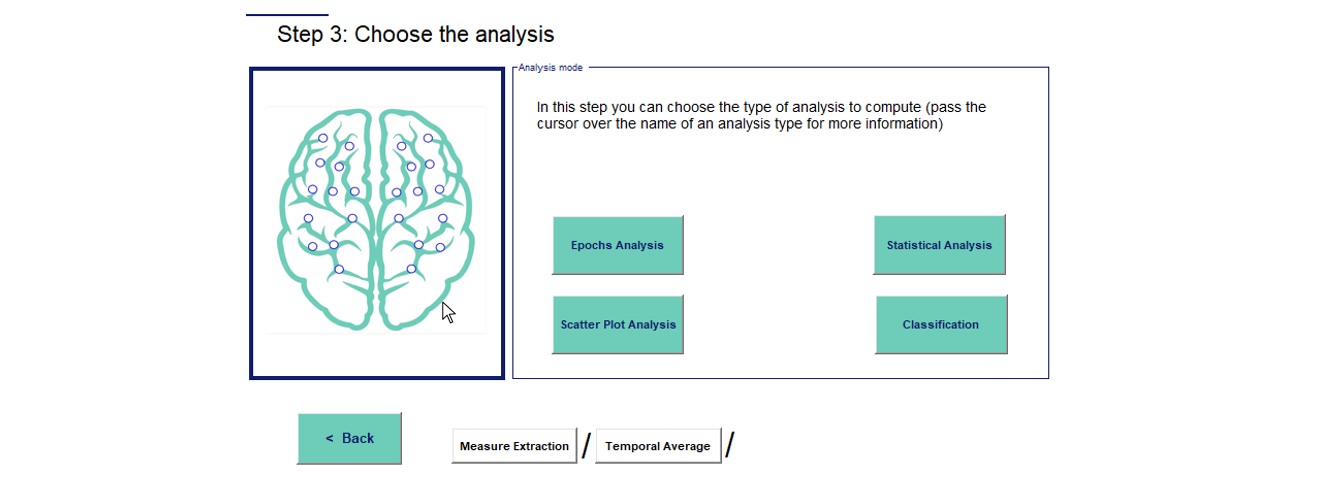 Step 3: Choose the analysis
Analysis mode
In this step you can choose the type of analysis to compute (pass the
cursor over the name of an analysis type for more information)
Epochs Analysis
Statistical Analysis
Scatter Plot Analysis
Classification
< Back
Measure Extraction / Temporal Average /